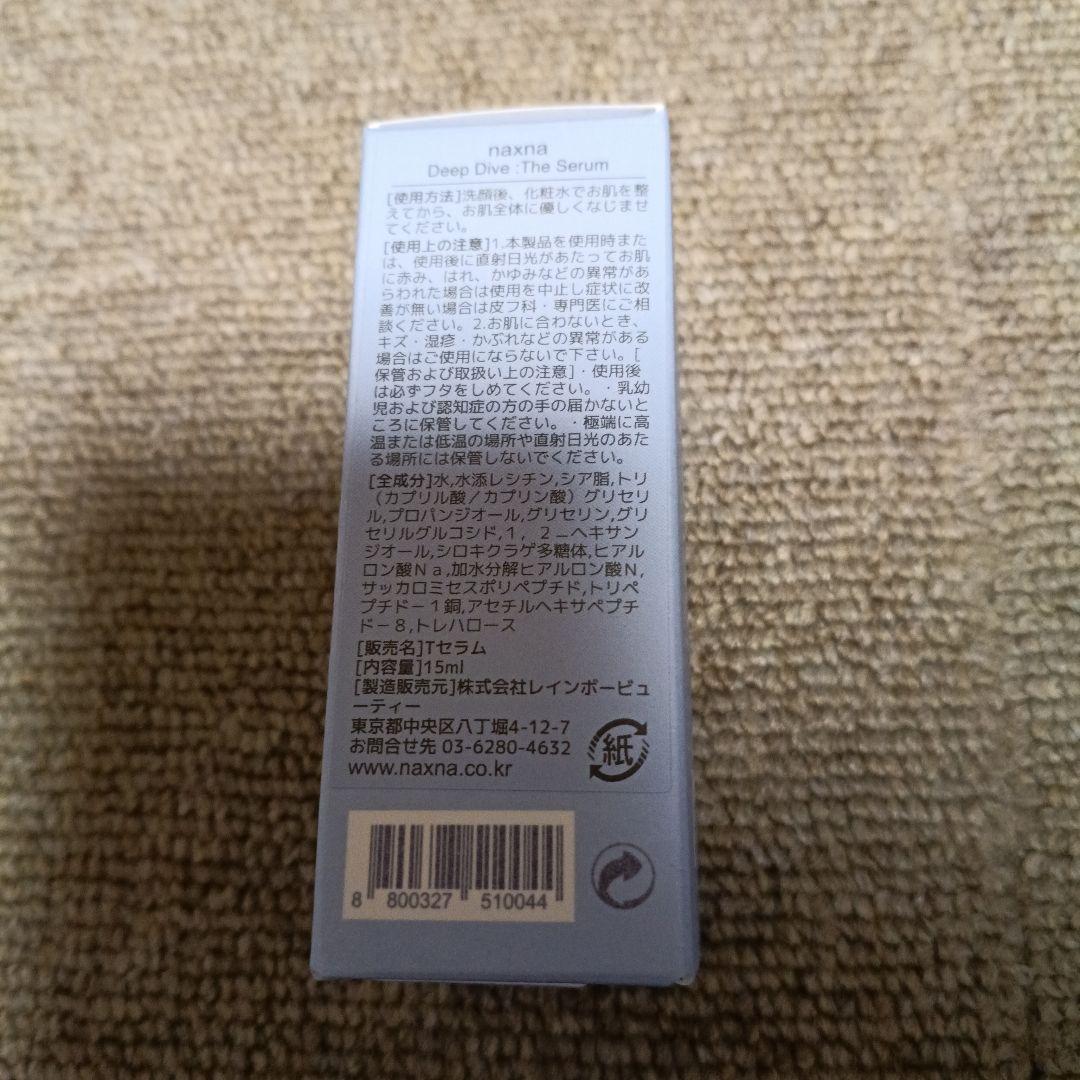 naxna
Deep Dive :The Serum
[使用方法]洗顔後、化粧水でお肌を整
えてから、お肌全体に優しくなじませ
てください。
[使用上の注意]1.本製品を使用時また
は、使用後に直射日光があたってお肌
に赤み、はれ、かゆみなどの異常があ
らわれた場合は使用を中止し症状に改
善が無い場合は皮フ科・専門医にご相
談ください。2.お肌に合わないとき、
キズ・湿疹・かぶれなどの異常がある
場合はご使用にならないで下さい。[
保管および取扱い上の注意]・使用後
は必ずフタをしめてください。・乳幼
児および認知症の方の手の届かないと
ころに保管してください。・極端に高
温または低温の場所や直射日光のあた
る場所には保管しないでください。
[全成分]水,水添レシチン,シア脂,トリ
（カプリル酸／カプリン酸）グリセリ
ル,プロパンジオール,グリセリン,グリ
セリルグルコシド,１，２－ヘキサン
ジオール,シロキクラゲ多糖体,ヒアル
ロン酸Ｎａ,加水分解ヒアルロン酸Ｎ,
サッカロミセスポリペプチド,トリペ
プチド－１銅,アセチルヘキサペプチ
ド－８,トレハロース
[販売名]Tセラム
[内容量]15ml
[製造販売元]株式会社レインボービュ
ーティー
東京都中央区八丁堀4-12-7
お問合せ先 03-6280-4632
www.naxna.co.kr
紙
8 800327 510044